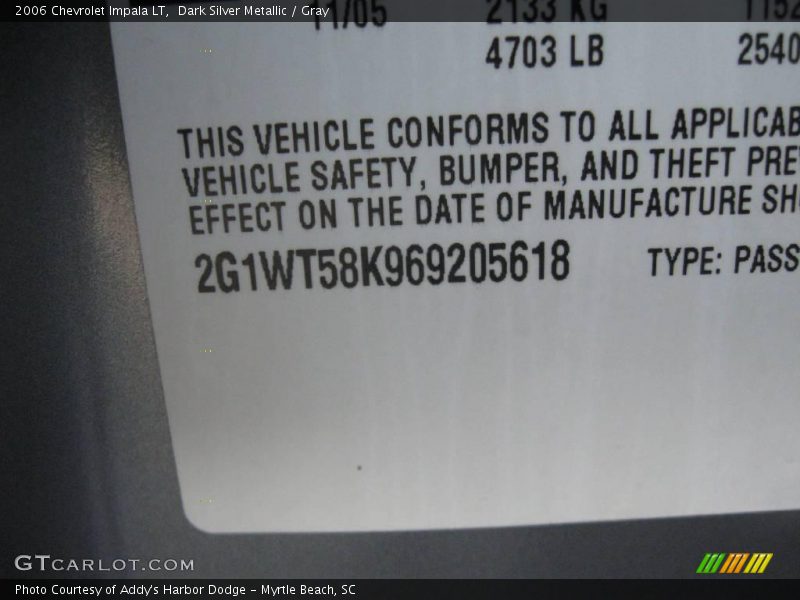 2006 Chevrolet Impala LT,  Dark Silver Metallic / Gray
11/05 2133 KG
4703 LB 2540
THIS VEHICLE CONFORMS TO ALL APPLICAB
VEHICLE SAFETY, BUMPER, AND THEFT PRE
EFFECT ON THE DATE OF MANUFACTURE SH
2G1WT58K969205618 TYPE: PASS
GTCARLOT.COM
Photo Courtesy of Addy's Harbor Dodge - Myrtle Beach, SC